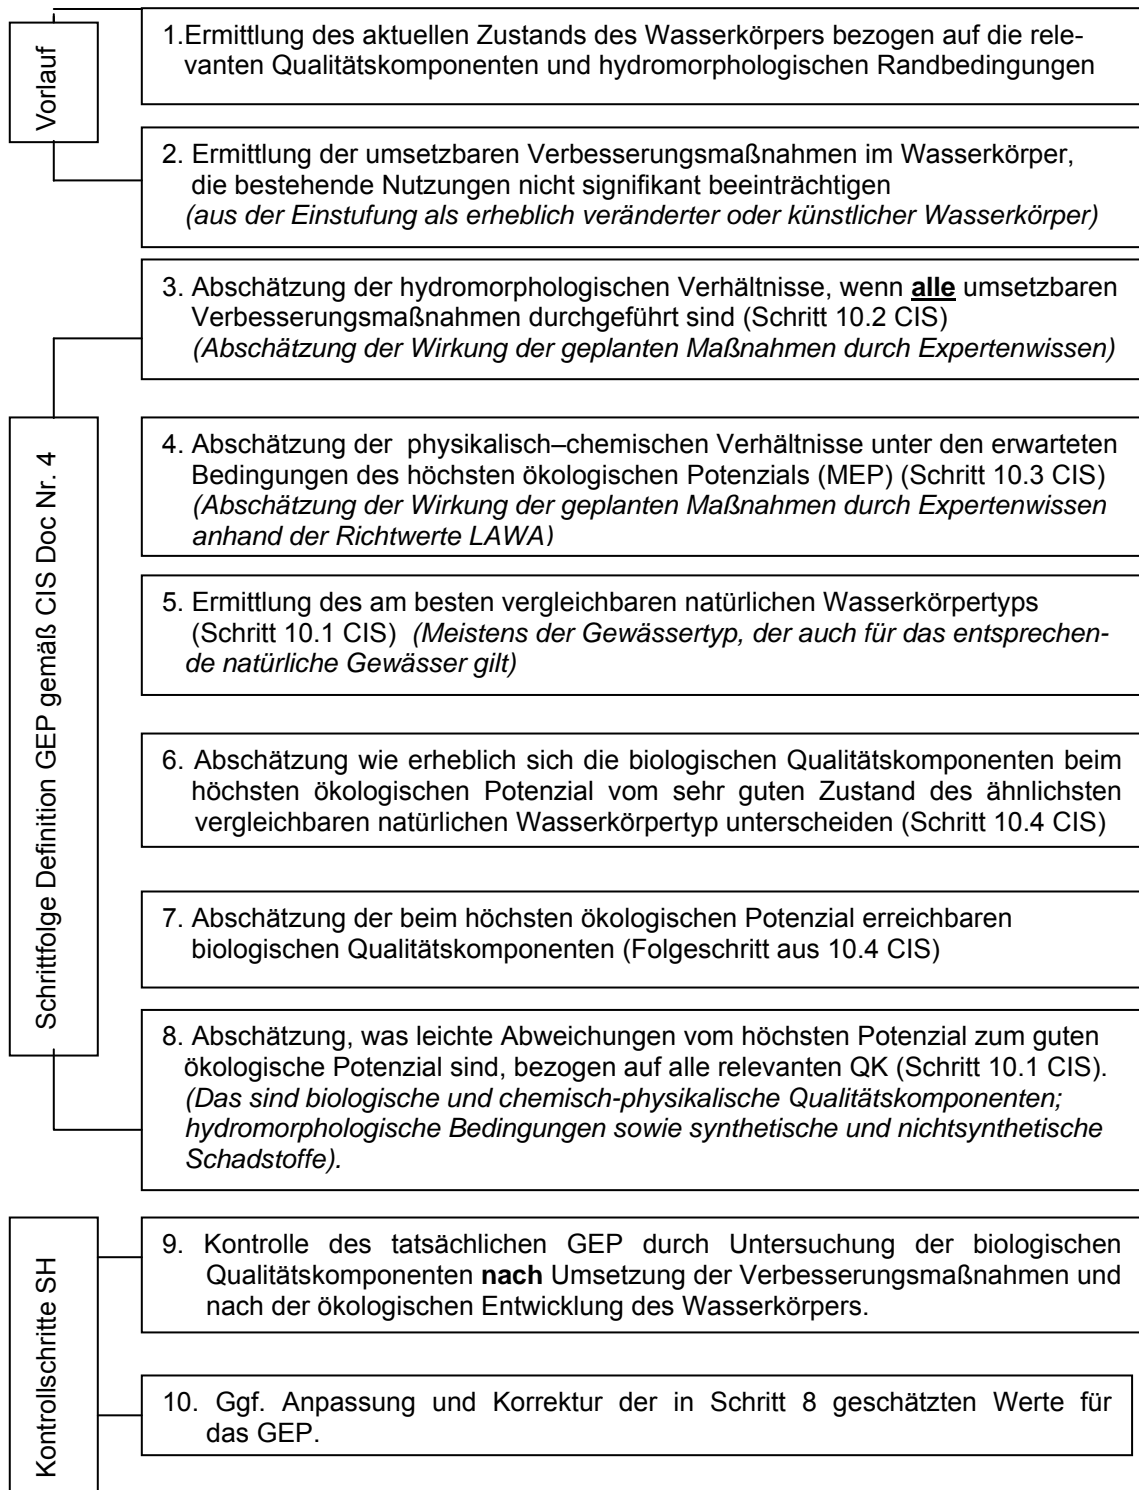 Vorlauf
1.Ermittlung des aktuellen Zustands des Wasserkörpers bezogen auf die rele-
vanten Qualitätskomponenten und hydromorphologischen Randbedingungen
2. Ermittlung der umsetzbaren Verbesserungsmaßnahmen im Wasserkörper,
die bestehende Nutzungen nicht signifikant beeinträchtigen
(aus der Einstufung als erheblich veränderter oder künstlicher Wasserkörper)
Schrittfolge Definition GEP gemäß CIS Doc Nr. 4
3. Abschätzung der hydromorphologischen Verhältnisse, wenn alle umsetzbaren
Verbesserungsmaßnahmen durchgeführt sind (Schritt 10.2 CIS)
(Abschätzung der Wirkung der geplanten Maßnahmen durch Expertenwissen)
4. Abschätzung der physikalisch–chemischen Verhältnisse unter den erwarteten
Bedingungen des höchsten ökologischen Potenzials (MEP) (Schritt 10.3 CIS)
(Abschätzung der Wirkung der geplanten Maßnahmen durch Expertenwissen
anhand der Richtwerte LAWA)
5. Ermittlung des am besten vergleichbaren natürlichen Wasserkörpertyps
(Schritt 10.1 CIS) (Meistens der Gewässertyp, der auch für das entsprechen-
de natürliche Gewässer gilt)
6. Abschätzung wie erheblich sich die biologischen Qualitätskomponenten beim
höchsten ökologischen Potenzial vom sehr guten Zustand des ähnlichsten
vergleichbaren natürlichen Wasserkörpertyp unterscheiden (Schritt 10.4 CIS)
7. Abschätzung der beim höchsten ökologischen Potenzial erreichbaren
biologischen Qualitätskomponenten (Folgeschritt aus 10.4 CIS)
8. Abschätzung, was leichte Abweichungen vom höchsten Potenzial zum guten
ökologische Potenzial sind, bezogen auf alle relevanten QK (Schritt 10.1 CIS).
(Das sind biologische und chemisch-physikalische Qualitätskomponenten;
hydromorphologische Bedingungen sowie synthetische und nichtsynthetische
Schadstoffe).
Kontrollschritte SH
9. Kontrolle des tatsächlichen GEP durch Untersuchung der biologischen
Qualitätskomponenten nach Umsetzung der Verbesserungsmaßnahmen und
nach der ökologischen Entwicklung des Wasserkörpers.
10. Ggf. Anpassung und Korrektur der in Schritt 8 geschätzten Werte für
das GEP.